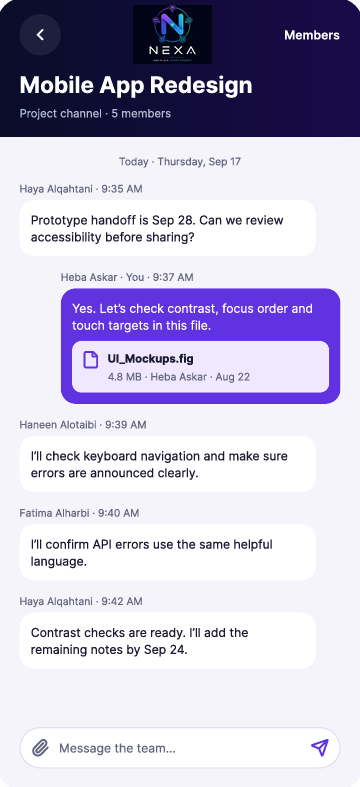 NEXA
Members
Mobile App Redesign
Project channel · 5 members
Today · Thursday, Sep 17
Haya Alqahtani · 9:35 AM
Prototype handoff is Sep 28. Can we review
accessibility before sharing?
Heba Askar · You · 9:37 AM
Yes. Let's check contrast, focus order and
touch targets in this file.
UI_Mockups.fig
4.8 MB · Heba Askar · Aug 22
Haneen Alotaibi · 9:39 AM
I'll check keyboard navigation and make sure
errors are announced clearly.
Fatima Alharbi · 9:40 AM
I'll confirm API errors use the same helpful
language.
Haya Alqahtani · 9:42 AM
Contrast checks are ready. I'll add the
remaining notes by Sep 24.
Message the team...